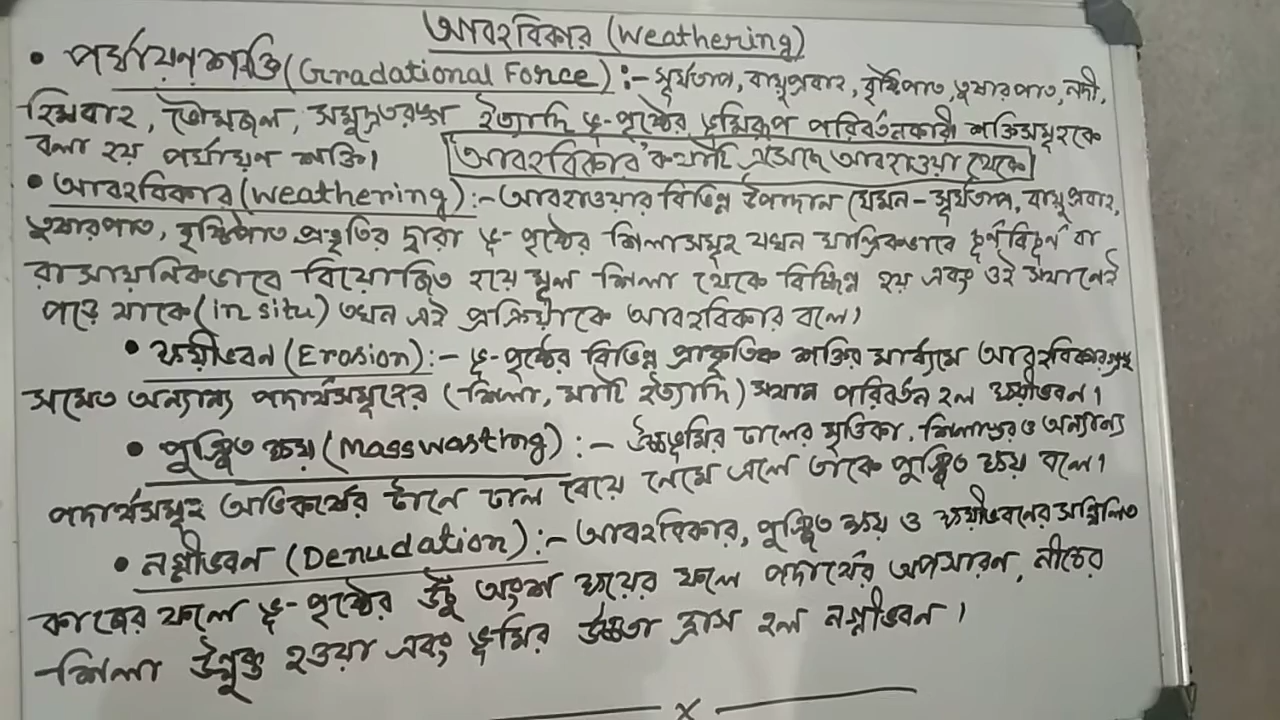 আবহবিকার (Weathering)
• পর্যায়ন শক্তি (Gradational Force) :- সূর্যতাপ, বায়ুপ্রবাহ, বৃষ্টিপাত, তুষারপাত, নদী,
হিমবাহ, ভৌমজল, সমুদ্রতরঙ্গ ইত্যাদি ভূ-পৃষ্ঠের ভূমিরূপ পরিবর্তনকারী শক্তিসমূহকে
বলা হয় পর্যায়ণ শক্তি। 'আবহবিকার' কথাটি এসেছে আবহাওয়া থেকে।
• আবহবিকার (Weathering) :- আবহাওয়ার বিভিন্ন উপাদান যেমন - সূর্যতাপ, বায়ুপ্রবাহ,
তুষারপাত, বৃষ্টিপাত প্রভৃতির দ্বারা ভূ-পৃষ্ঠের শিলাসমূহ যখন যান্ত্রিকভাবে চূর্ণবিচূর্ণ বা
রাসায়নিকভাবে বিয়োজিত হয়ে মূল শিলা থেকে বিচ্ছিন্ন হয় এবং ওই স্থানেই
পড়ে থাকে (in situ) তখন এই প্রক্রিয়াকে আবহবিকার বলে।
• ক্ষয়ীভবন (Erosion) :- ভূ-পৃষ্ঠের বিভিন্ন প্রাকৃতিক শক্তির মাধ্যমে আবহবিকারগ্রস্থ
সমেত অন্যান্য পদার্থসমূহের (শিলা, মাটি ইত্যাদি) স্থান পরিবর্তন হল ক্ষয়ীভবন।
• পুঞ্জিত ক্ষয় (Mass wasting) :- উচ্চভূমির ঢালের মৃত্তিকা, শিলাস্তর ও অন্যান্য
পদার্থসমূহ অভিকর্ষের টানে ঢাল বেয়ে নেমে এলে তাকে পুঞ্জিত ক্ষয় বলে।
• নগ্নীভবন (Denudation) :- আবহবিকার, পুঞ্জিত ক্ষয় ও ক্ষয়ীভবনের সম্মিলিত
কাজের ফলে ভূ-পৃষ্ঠের উঁচু অংশ ক্ষয়ের ফলে পদার্থের অপসারন, নীচের
শিলা উন্মুক্ত হওয়া এবং ভূমির উচ্চতা হ্রাস হল নগ্নীভবন।
— x —